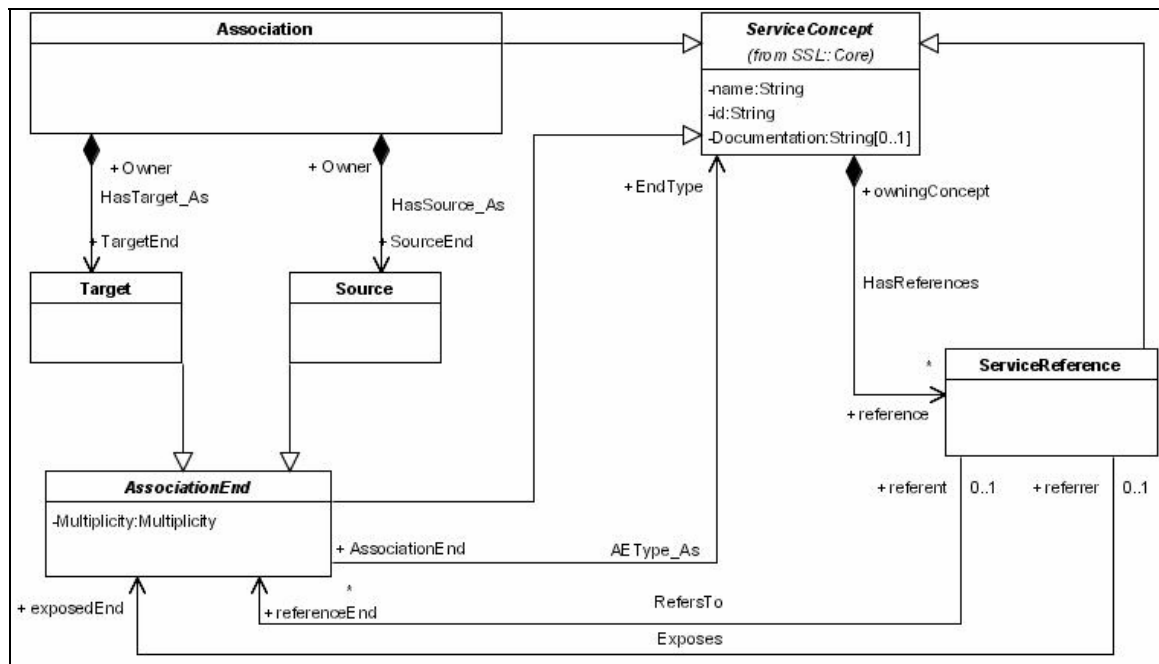 Association
ServiceConcept
(from SSL::Core)
-name:String
-id:String
-Documentation:String[0..1]
+ Owner
+ Owner
HasTarget_As
HasSource_As
+ TargetEnd
+ SourceEnd
+ EndType
+ owningConcept
HasReferences
Target
Source
*
ServiceReference
+ reference
AssociationEnd
-Multiplicity:Multiplicity
+ referent
0..1
+ referrer
0..1
+ AssociationEnd
AEType_As
*
+ exposedEnd
+ referenceEnd
RefersTo
Exposes